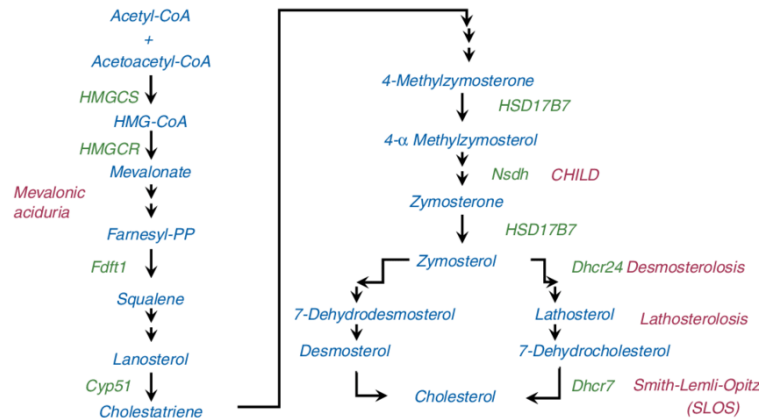 Acetyl-CoA
+
Acetoacetyl-CoA
HMGCS
HMG-CoA
HMGCR
Mevalonate
Mevalonic
aciduria
Farnesyl-PP
Fdft1
Squalene
Lanosterol
Cyp51
Cholestatriene
4-Methylzymosterone
HSD17B7
4-α Methylzymosterol
Nsdh CHILD
Zymosterone
HSD17B7
Zymosterol
Dhcr24 Desmosterolosis
7-Dehydrodesmosterol
Lathosterol
Lathosterolosis
Desmosterol
7-Dehydrocholesterol
Cholesterol
Dhcr7 Smith-Lemli-Opitz
(SLOS)